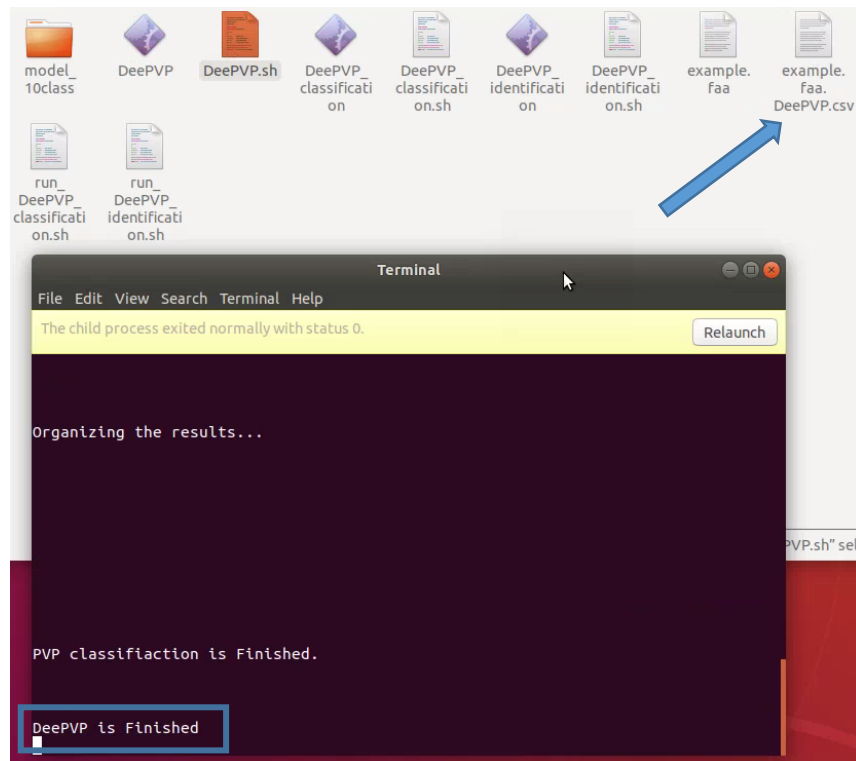 model_
10class
DeePVP
DeePVP.sh
DeePVP_
classificati
on
DeePVP_
classificati
on.sh
DeePVP_
identificati
on
DeePVP_
identificati
on.sh
example.
faa
example.
faa.
DeePVP.csv
run_
DeePVP_
classificati
on.sh
run_
DeePVP_
identificati
on.sh
Terminal
File Edit View Search Terminal Help
The child process exited normally with status 0.
Relaunch
Organizing the results...
PVP.sh” sel
PVP classifiaction is Finished.
DeePVP is Finished